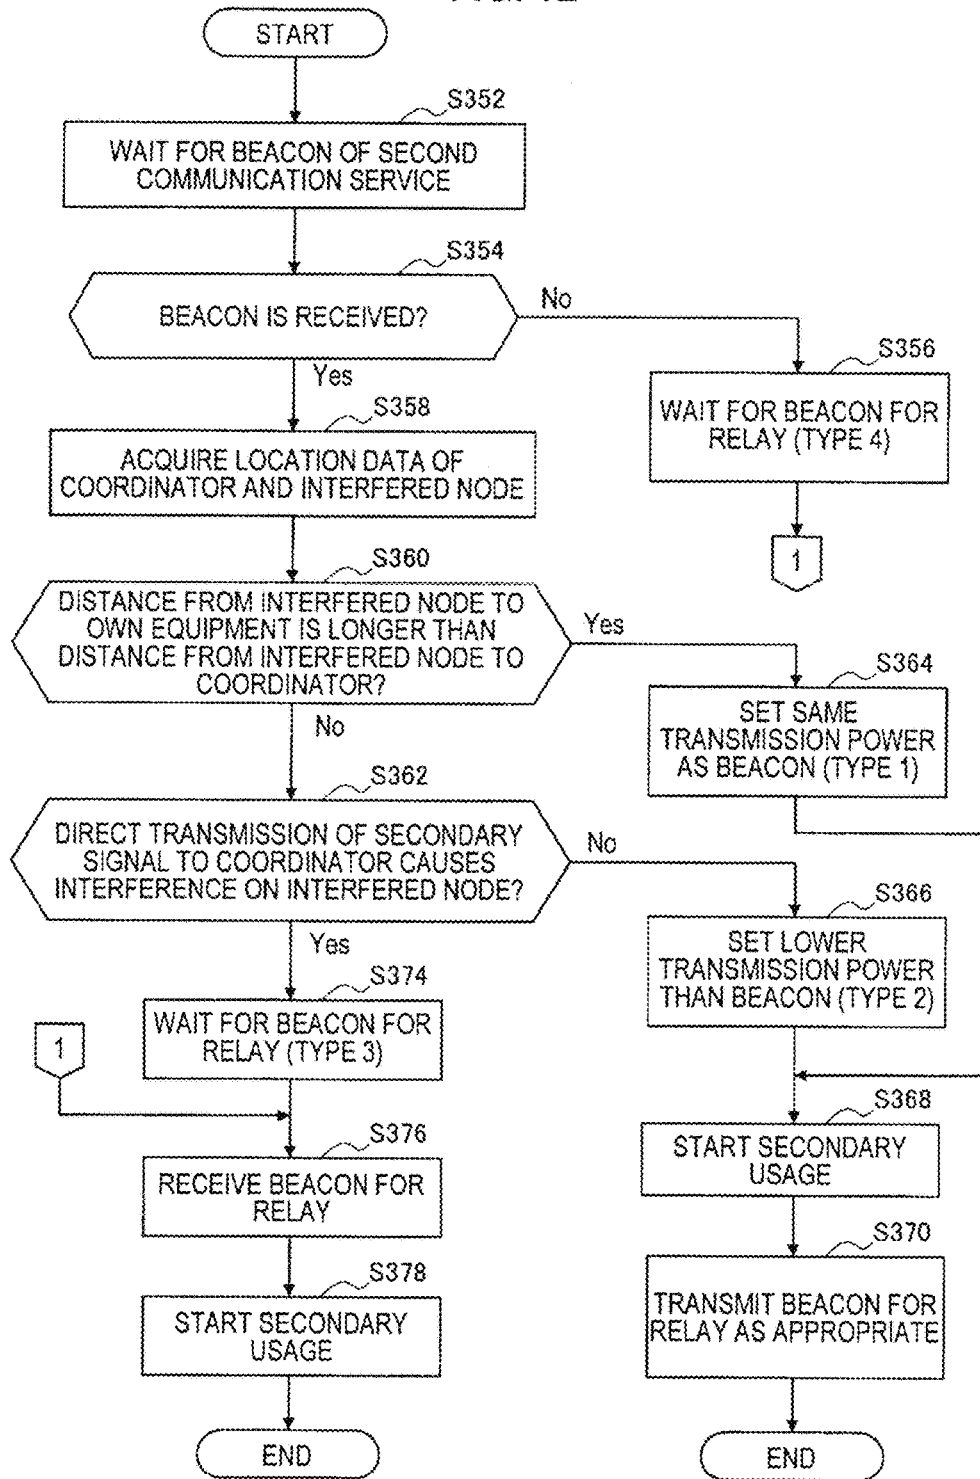 START
S352
WAIT FOR BEACON OF SECOND
COMMUNICATION SERVICE
S354
BEACON IS RECEIVED?
No
Yes
S356
WAIT FOR BEACON FOR
RELAY (TYPE 4)
1
S358
ACQUIRE LOCATION DATA OF
COORDINATOR AND INTERFERED NODE
S360
DISTANCE FROM INTERFERED NODE TO
OWN EQUIPMENT IS LONGER THAN
DISTANCE FROM INTERFERED NODE TO
COORDINATOR?
Yes
No
S364
SET SAME
TRANSMISSION POWER
AS BEACON (TYPE 1)
S362
DIRECT TRANSMISSION OF SECONDARY
SIGNAL TO COORDINATOR CAUSES
INTERFERENCE ON INTERFERED NODE?
No
Yes
S366
SET LOWER
TRANSMISSION POWER
THAN BEACON (TYPE 2)
S374
WAIT FOR BEACON FOR
RELAY (TYPE 3)
1
S368
START SECONDARY
USAGE
S376
RECEIVE BEACON FOR
RELAY
S370
TRANSMIT BEACON FOR
RELAY AS APPROPRIATE
S378
START SECONDARY
USAGE
END
END